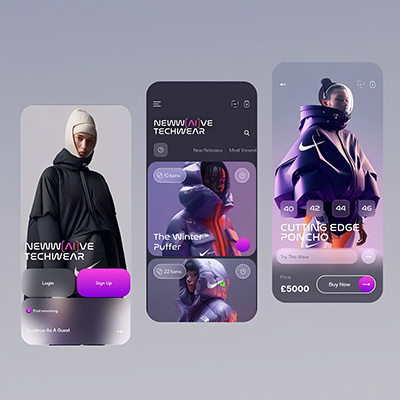 NEWW[AI]VE
TECHWEAR
Login
Sign Up
Continue As A Guest
NEWW[AI]VE
TECHWEAR
New Releases
Most Viewed
10 Items
The Winter
Puffer
22 Items
40
42
44
46
CUTTING EDGE
PONCHO
Try This Wear
Price
£5000
Buy Now